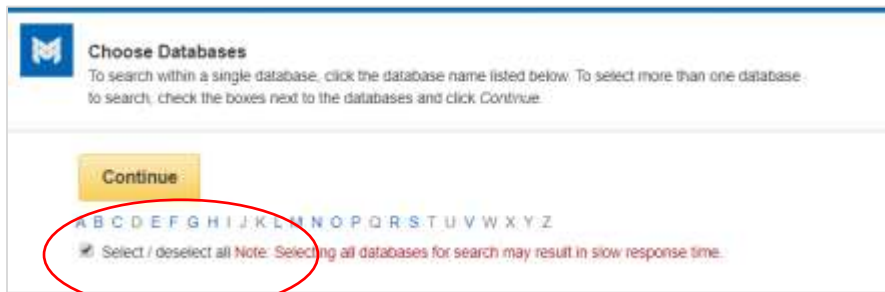 Choose Databases
To search within a single database, click the database name listed below. To select more than one database
to search, check the boxes next to the databases and click Continue.
Continue
A B C D E F G H I J K L M N O P Q R S T U V W X Y Z
Select / deselect all Note: Selecting all databases for search may result in slow response time.